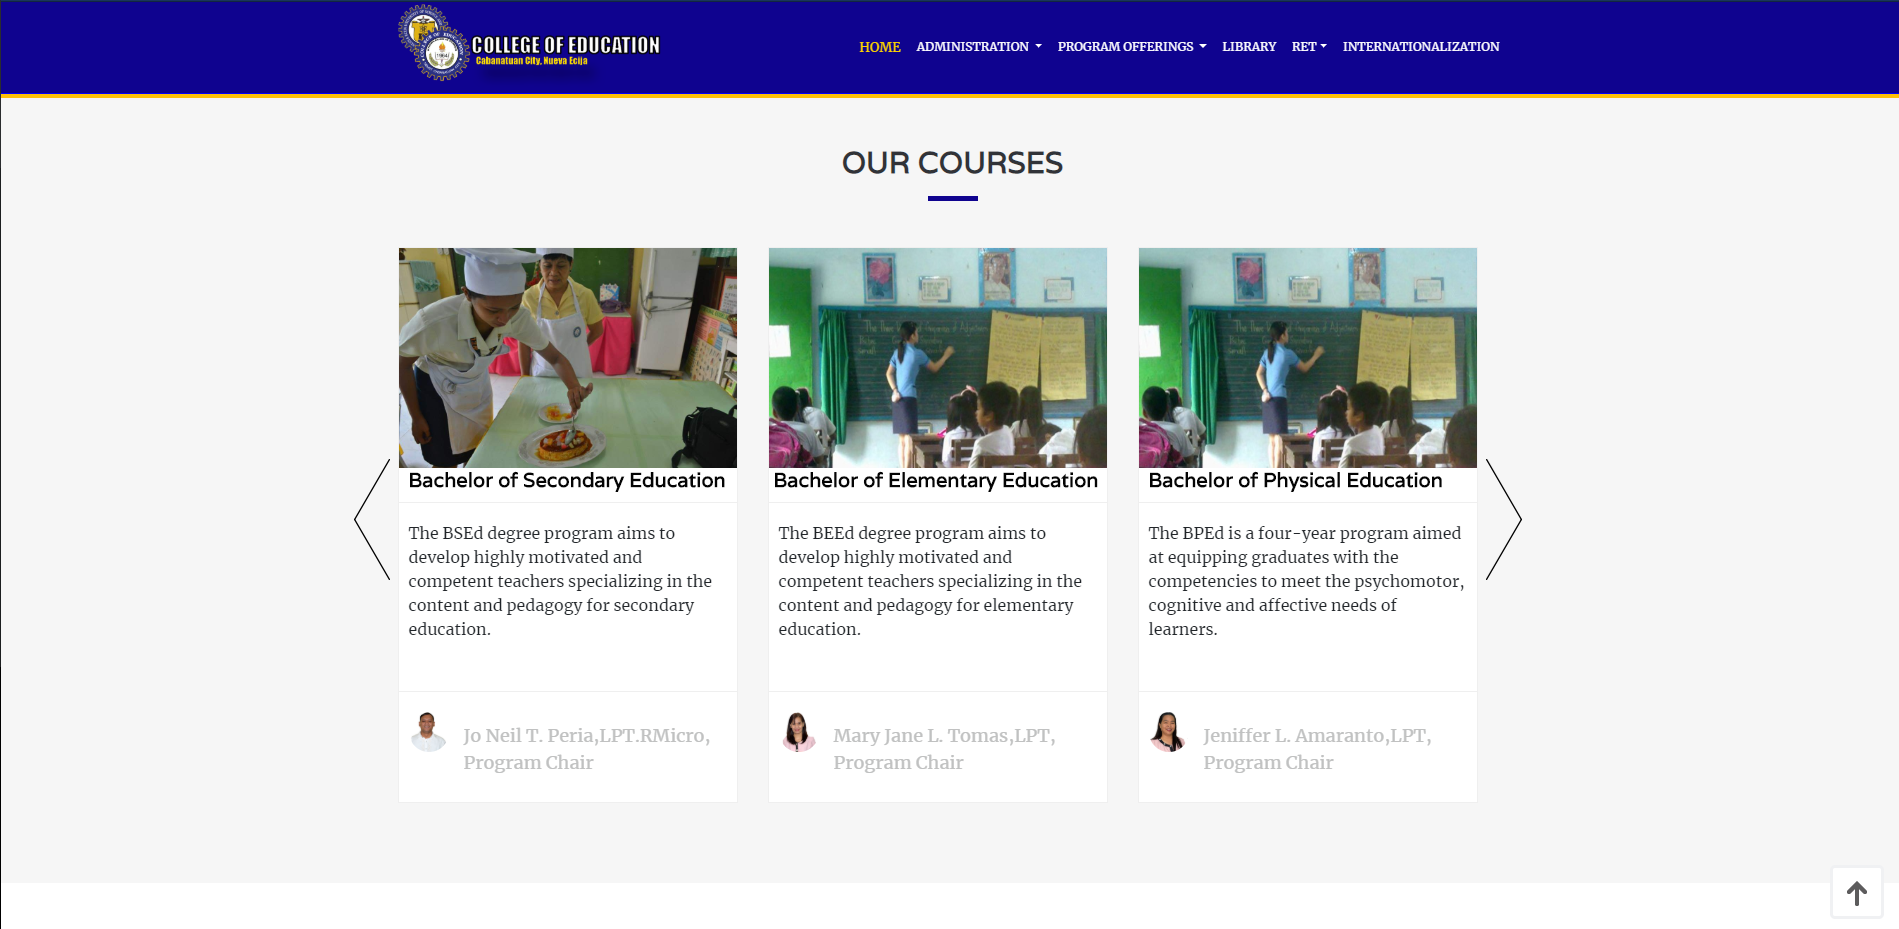 COLLEGE OF EDUCATION
Cabanatuan City, Nueva Ecija
HOME ADMINISTRATION PROGRAM OFFERINGS LIBRARY RET INTERNATIONALIZATION
OUR COURSES
Bachelor of Secondary Education
The BSEd degree program aims to
develop highly motivated and
competent teachers specializing in the
content and pedagogy for secondary
education.
Jo Neil T. Peria,LPT.RMicro,
Program Chair
Bachelor of Elementary Education
The BEEd degree program aims to
develop highly motivated and
competent teachers specializing in the
content and pedagogy for elementary
education.
Mary Jane L. Tomas,LPT,
Program Chair
Bachelor of Physical Education
The BPEd is a four-year program aimed
at equipping graduates with the
competencies to meet the psychomotor,
cognitive and affective needs of
learners.
Jeniffer L. Amaranto,LPT,
Program Chair